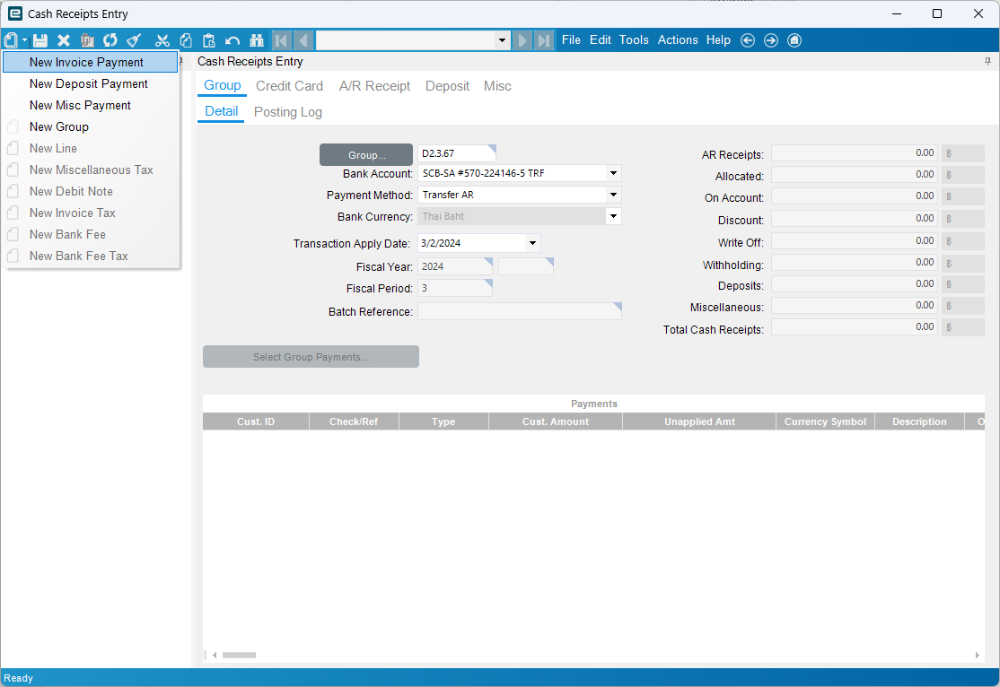 Cash Receipts Entry
File Edit Tools Actions Help
New Invoice Payment
New Deposit Payment
New Misc Payment
New Group
New Line
New Miscellaneous Tax
New Debit Note
New Invoice Tax
New Bank Fee
New Bank Fee Tax
Cash Receipts Entry
Group Credit Card A/R Receipt Deposit Misc
Detail Posting Log
Group... D2.3.67
Bank Account: SCB-SA #570-224146-5 TRF
Payment Method: Transfer AR
Bank Currency: Thai Baht
Transaction Apply Date: 3/2/2024
Fiscal Year: 2024
Fiscal Period: 3
Batch Reference:
Select Group Payments...
AR Receipts: 0.00 ฿
Allocated: 0.00 ฿
On Account: 0.00 ฿
Discount: 0.00 ฿
Write Off: 0.00 ฿
Withholding: 0.00 ฿
Deposits: 0.00 ฿
Miscellaneous: 0.00 ฿
Total Cash Receipts: 0.00 ฿
Payments
Cust. ID Check/Ref Type Cust. Amount Unapplied Amt Currency Symbol Description O
Ready